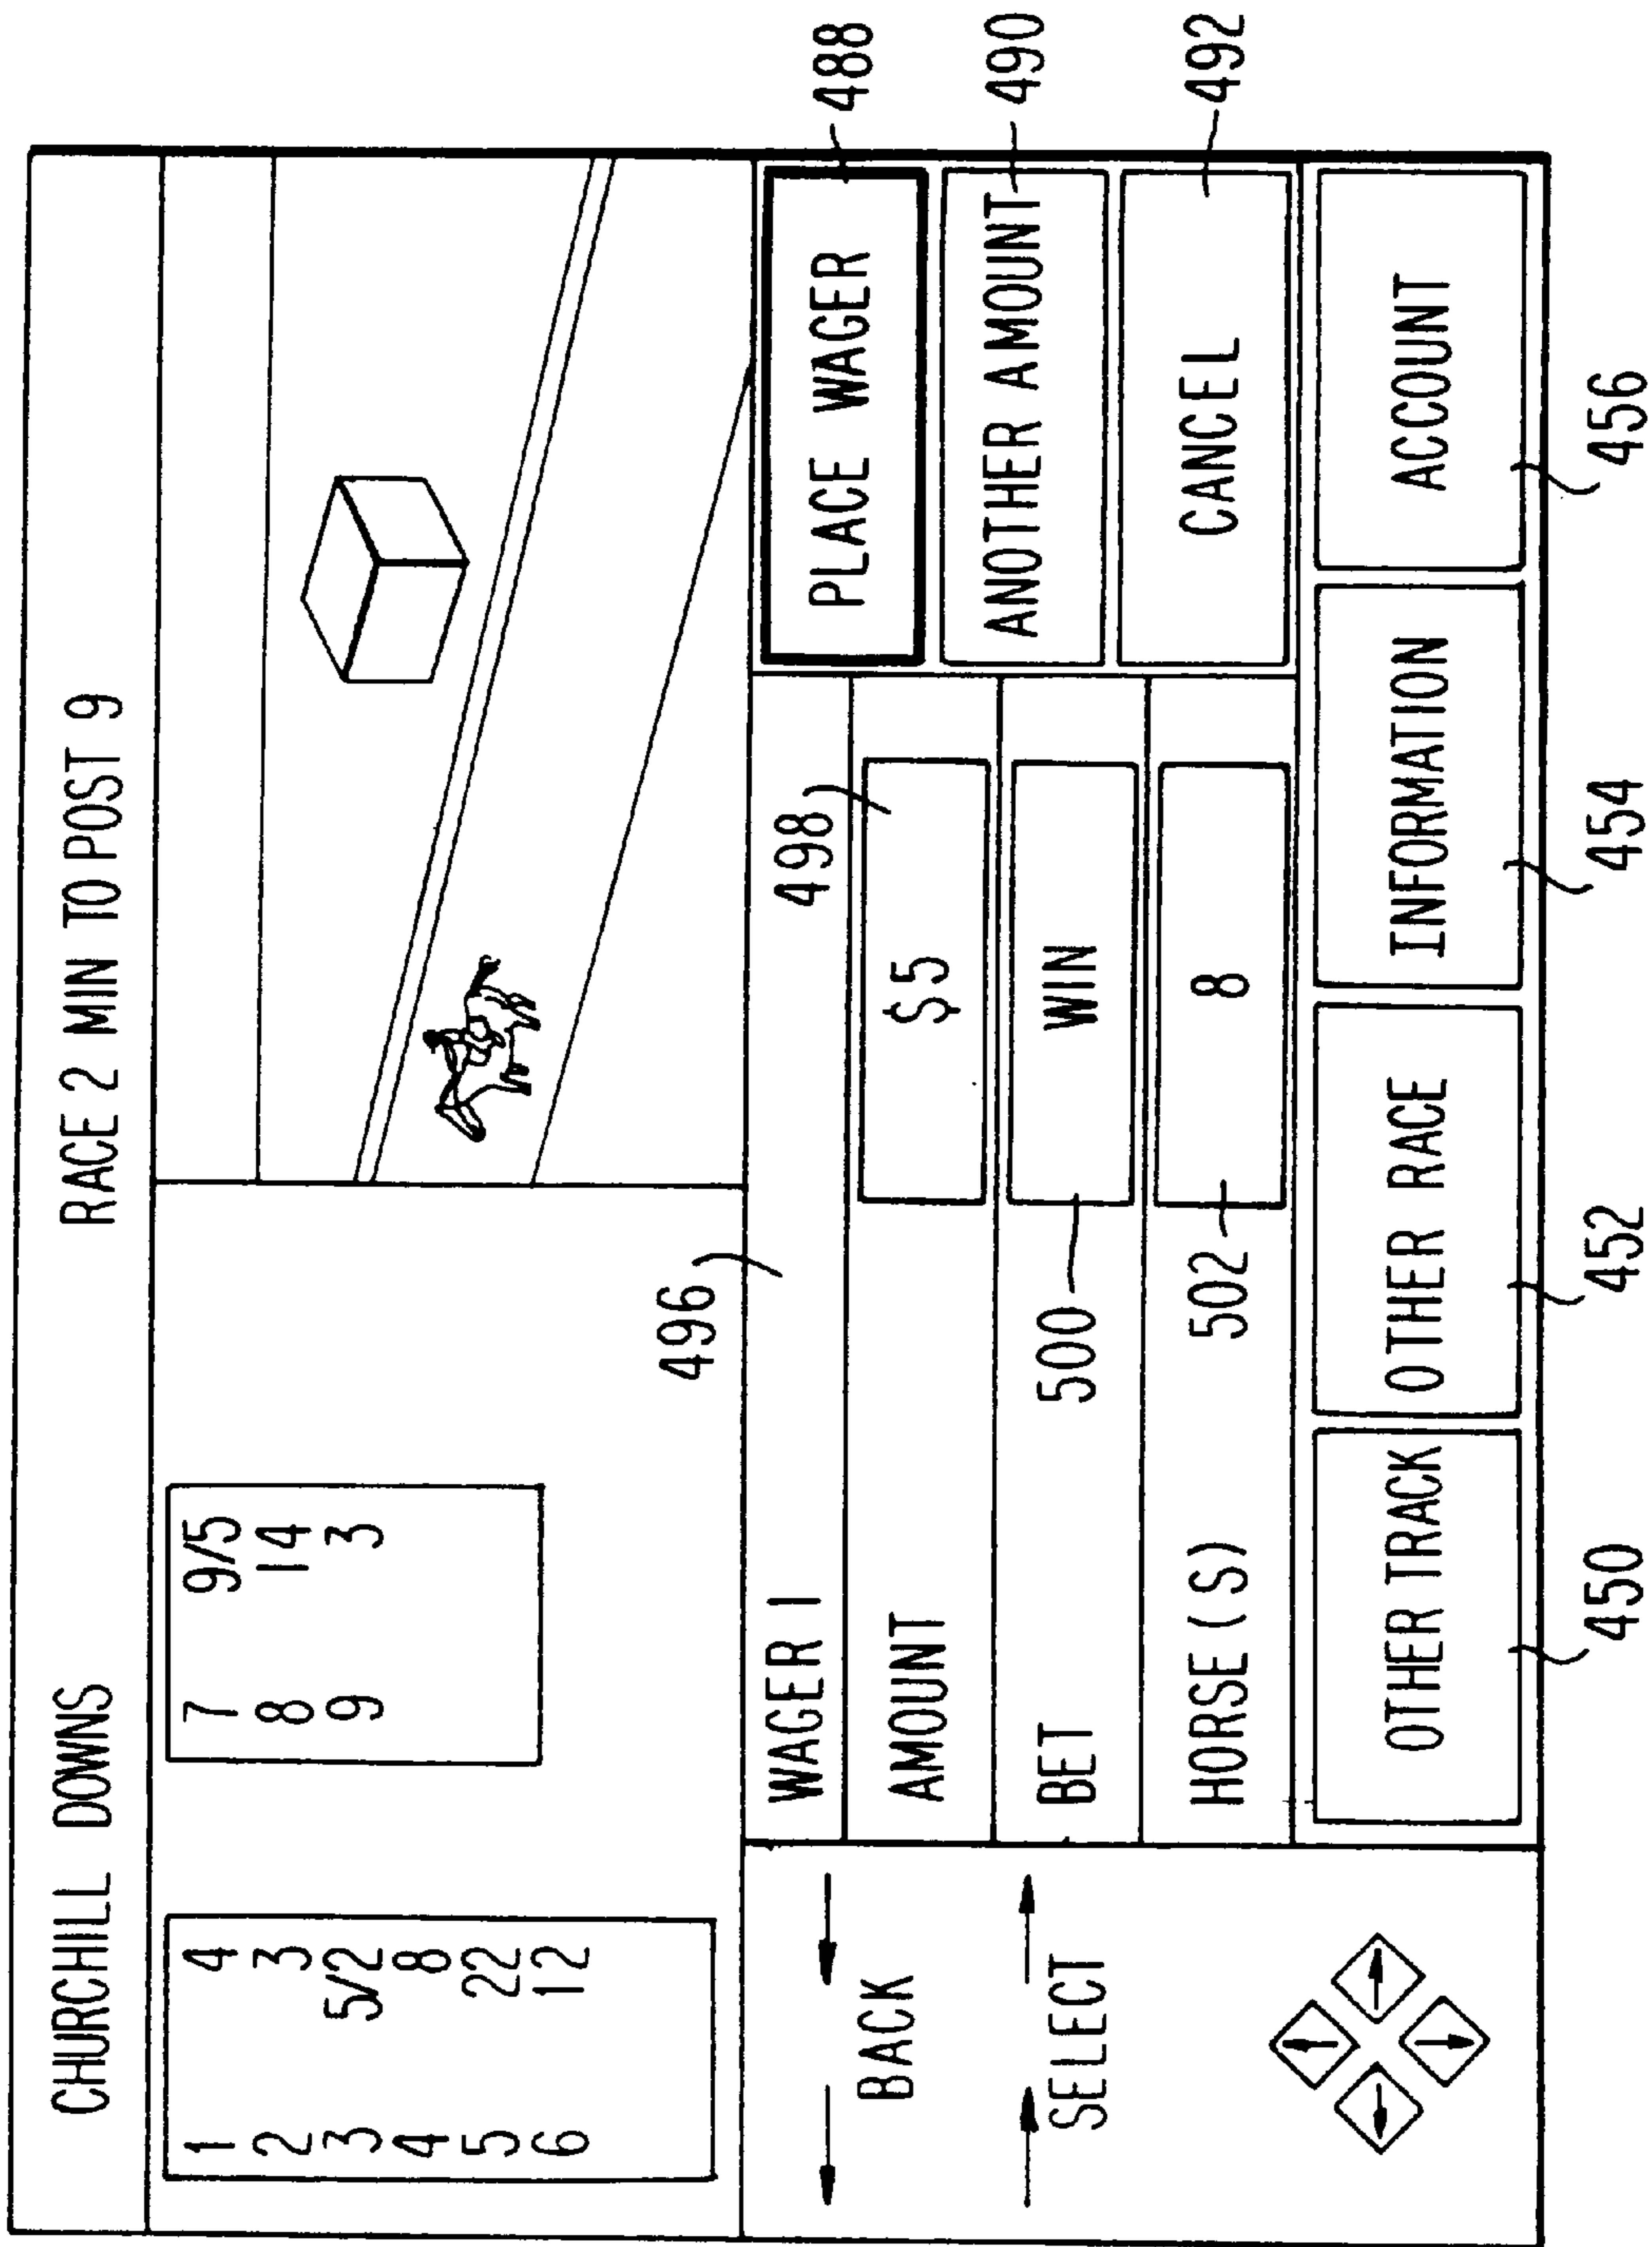 CHURCHILL DOWNS RACE 2 MIN TO POST 9
1 4
2 3
3 5/2
4 8
5 22
6 12
7 9/5
8 14
9 3
496
WAGER 1
498
AMOUNT $5
BET 500 WIN
HORSE (S) 502 8
BACK
SELECT
PLACE WAGER 488
ANOTHER AMOUNT 490
CANCEL 492
OTHER TRACK OTHER RACE INFORMATION ACCOUNT
450 452 454 456